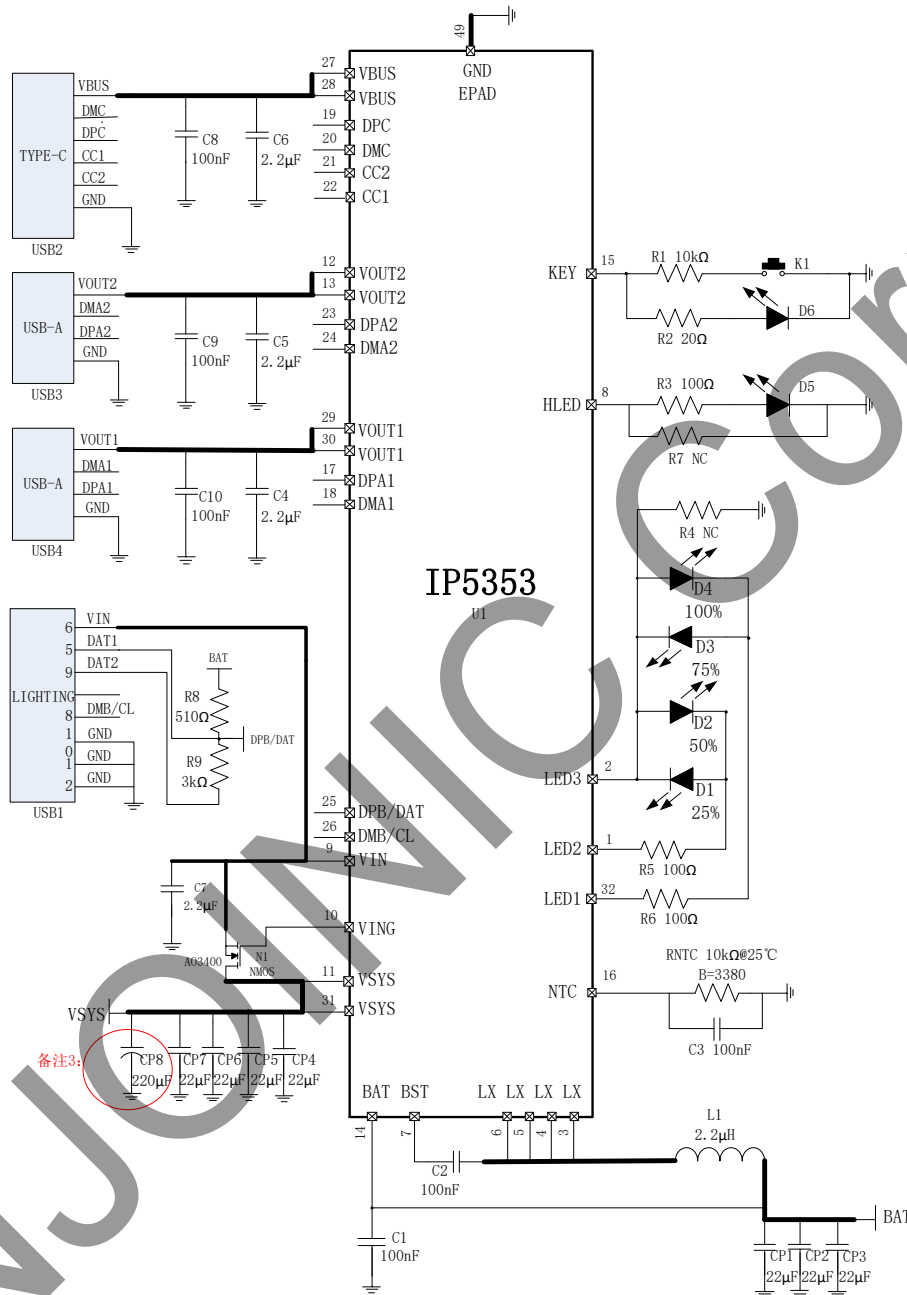 49
GND
EPAD
27
VBUS
28
VBUS
19
DPC
20
DMC
21
CC2
22
CC1
TYPE-C
VBUS
DMC
DPC
CC1
CC2
GND
USB2
C8
100nF
C6
2.2μF
12
VOUT2
13
VOUT2
23
DPA2
24
DMA2
USB-A
VOUT2
DMA2
DPA2
GND
USB3
C9
100nF
C5
2.2μF
29
VOUT1
30
VOUT1
17
DPA1
18
DMA1
USB-A
VOUT1
DMA1
DPA1
GND
USB4
C10
100nF
C4
2.2μF
KEY
15
R1 10kΩ
K1
R2 20Ω
D6
HLED
8
R3 100Ω
D5
R7 NC
R4 NC
D4
100%
D3
75%
D2
50%
D1
25%
IP5353
U1
LED3
2
LED2
1
R5 100Ω
LED1
32
R6 100Ω
LIGHTING
6
VIN
5
DAT1
9
DAT2
8
DMB/CL
1
GND
0
1
GND
2
GND
USB1
BAT
R8
510Ω
DPB/DAT
R9
3kΩ
25
DPB/DAT
26
DMB/CL
9
VIN
10
VING
11
VSYS
31
VSYS
C7
2.2μF
AO3400
N1
NMOS
VSYS
备注3:
CP8
220μF
CP7
22μF
CP6
22μF
CP5
22μF
CP4
22μF
NTC
16
RNTC 10kΩ@25℃
B=3380
C3 100nF
BAT
BST
LX
LX
LX
LX
14
7
6
5
4
3
C2
100nF
L1
2.2μH
C1
100nF
BAT
CP1
22μF
CP2
22μF
CP3
22μF
NJOINIC Cor